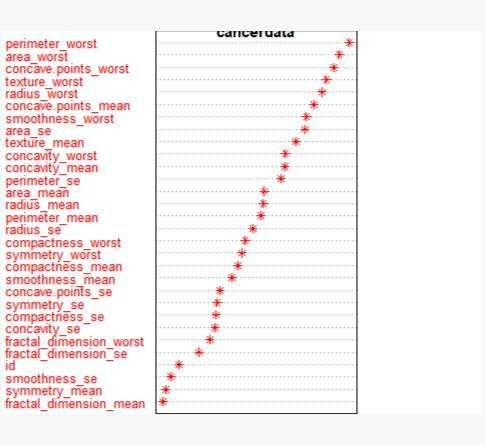 cancerdata
perimeter_worst
area_worst
concave.points_worst
texture_worst
radius_worst
concave.points_mean
smoothness_worst
area_se
texture_mean
concavity_worst
concavity_mean
perimeter_se
area_mean
radius_mean
perimeter_mean
radius_se
compactness_worst
symmetry_worst
compactness_mean
smoothness_mean
concave.points_se
symmetry_se
compactness_se
concavity_se
fractal_dimension_worst
fractal_dimension_se
id
smoothness_se
symmetry_mean
fractal_dimension_mean